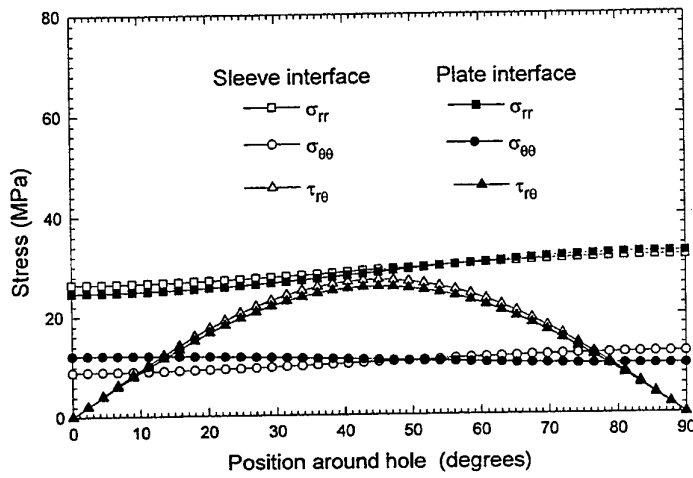 80
60
40
20
0
Stress (MPa)
Sleeve interface
σrr
σθθ
τrθ
Plate interface
σrr
σθθ
τrθ
0 10 20 30 40 50 60 70 80 90
Position around hole (degrees)